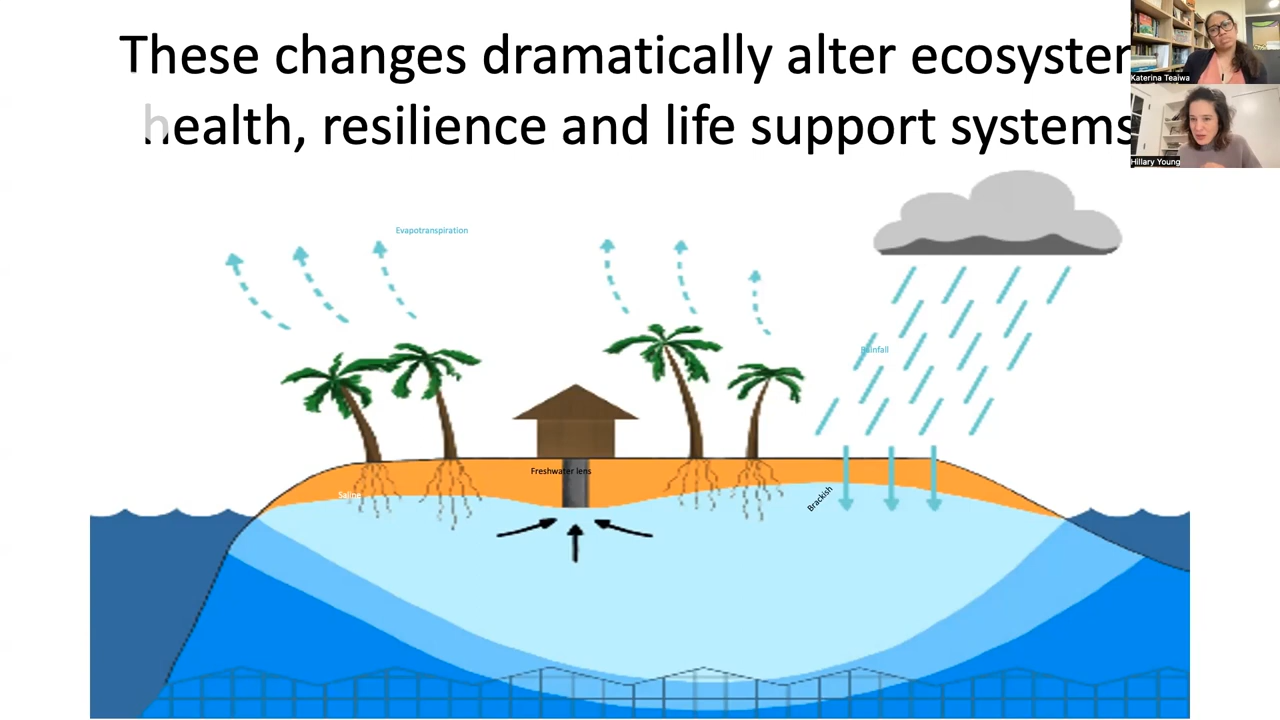 These changes dramatically alter ecosystem
health, resilience and life support systems
Katerina Teaiwa
Hillary Young
Evapotranspiration
Rainfall
Freshwater lens
Saline
Brackish